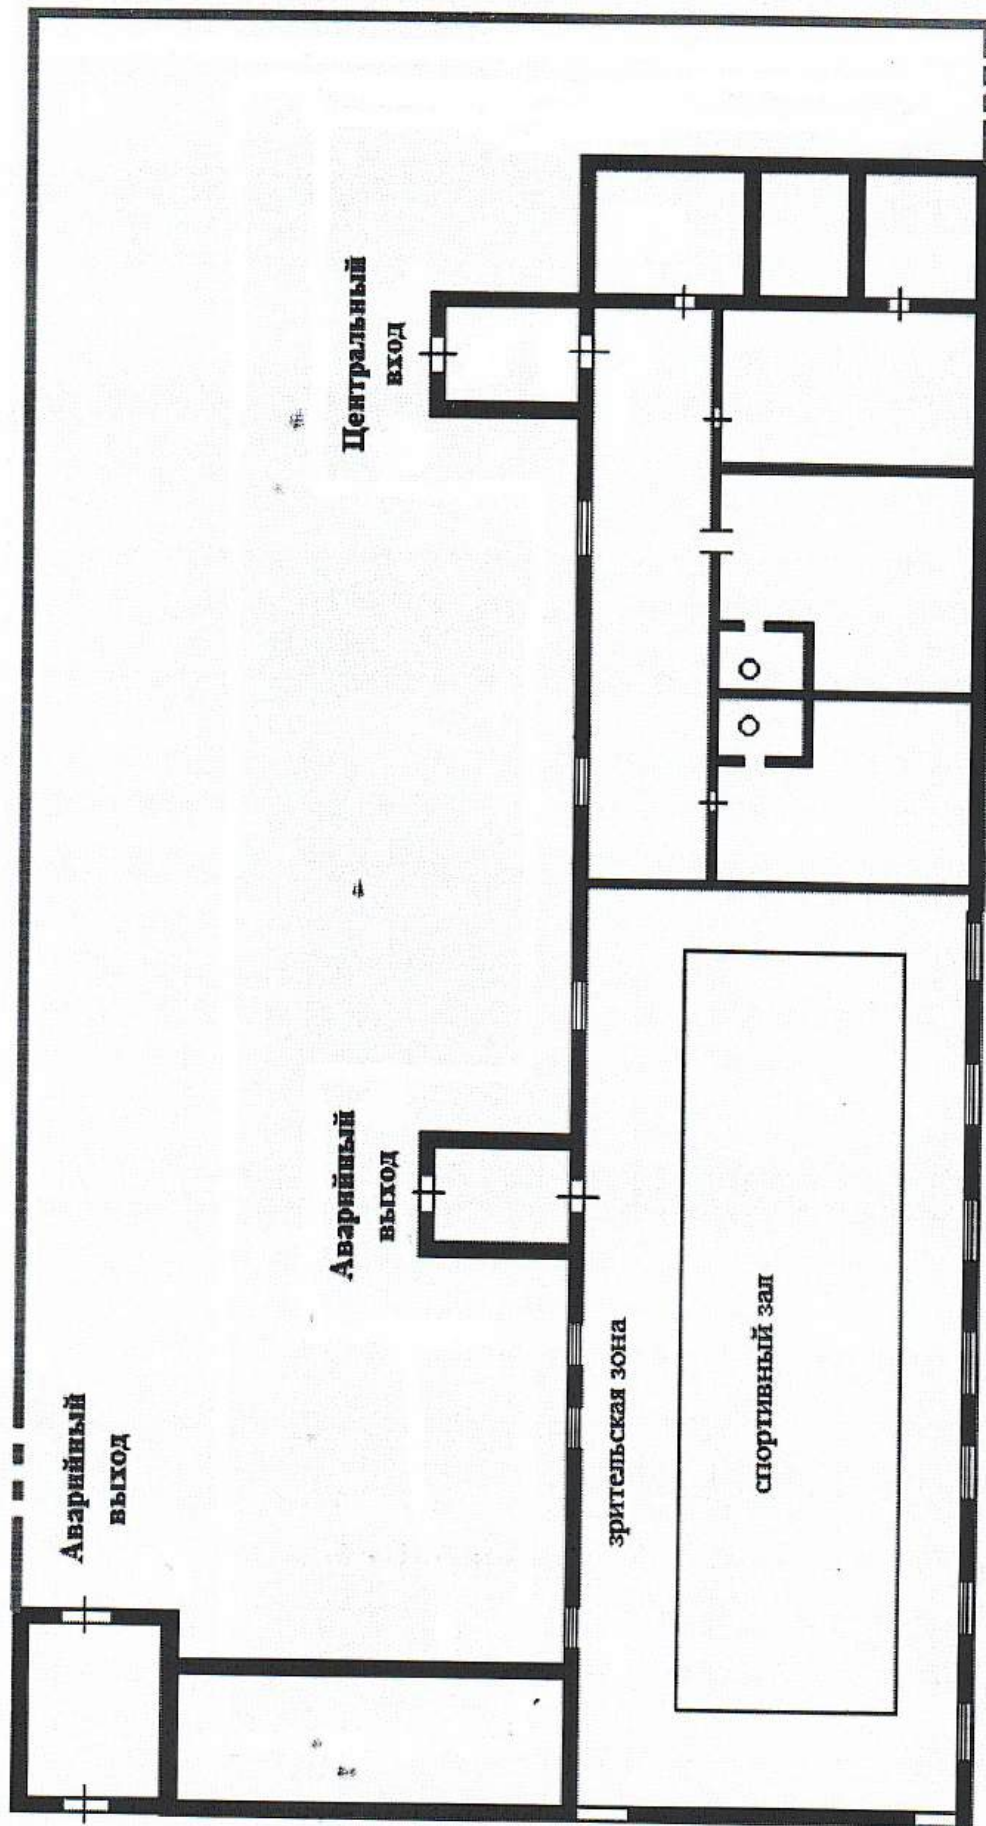 Центральный
вход
Аварийный
выход
Аварийный
выход
зрительская зона
спортивный зал